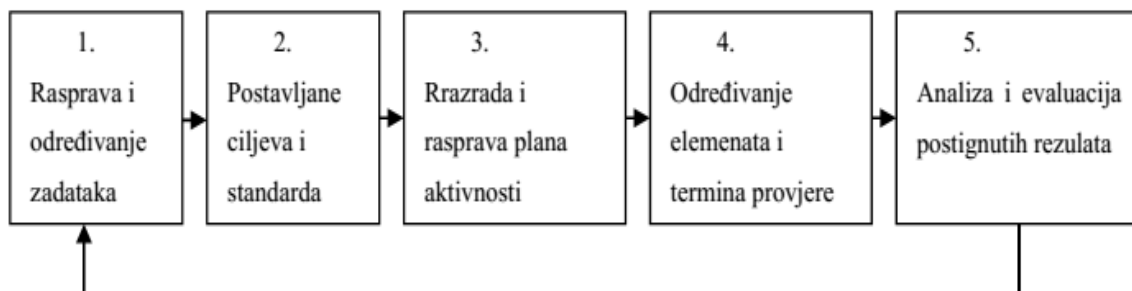 1.
Rasprava i
određivanje
zadataka
2.
Postavljane
ciljeva i
standarda
3.
Rrazrada i
rasprava plana
aktivnosti
4.
Određivanje
elemenata i
termina provjere
5.
Analiza i evaluacija
postignutih rezulata